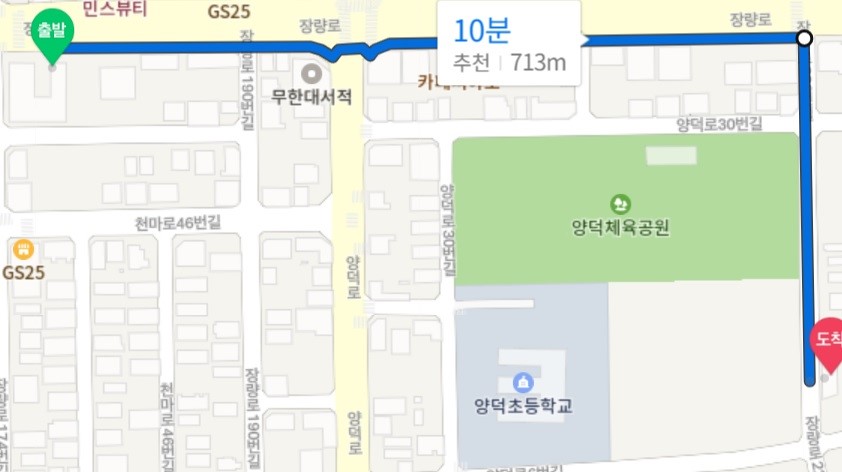 민스뷰티
GS25
출발
장량로
장량로
10분
추천 713m
장량로190번길
무한대서적
양덕로30번길
양덕로30번길
양덕체육공원
천마로46번길
GS25
양덕로
양덕초등학교
도착
천마로46번길
장량로190번길
양덕로